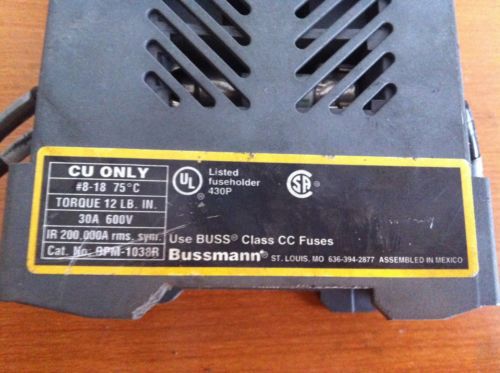 CU ONLY
#8-18 75°C
TORQUE 12 LB. IN.
30A 600V
IR 200,000A rms. sym.
Cat. No. BPM-1038R
UL
Listed
fuseholder
430P
SA
Use BUSS® Class CC Fuses
Bussmann® ST. LOUIS, MO 636-394-2877 ASSEMBLED IN MEXICO